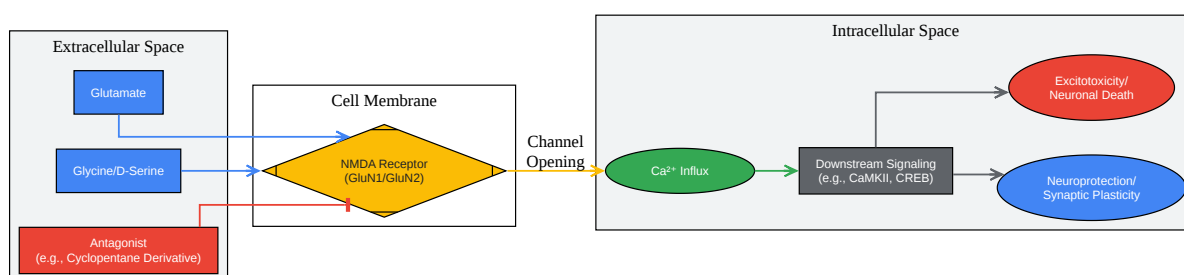 Extracellular Space
Glutamate
Glycine/D-Serine
Antagonist
(e.g., Cyclopentane Derivative)
Cell Membrane
NMDA Receptor
(GluN1/GluN2)
Channel
Opening
Intracellular Space
Ca²⁺ Influx
Downstream Signaling
(e.g., CaMKII, CREB)
Excitotoxicity/
Neuronal Death
Neuroprotection/
Synaptic Plasticity